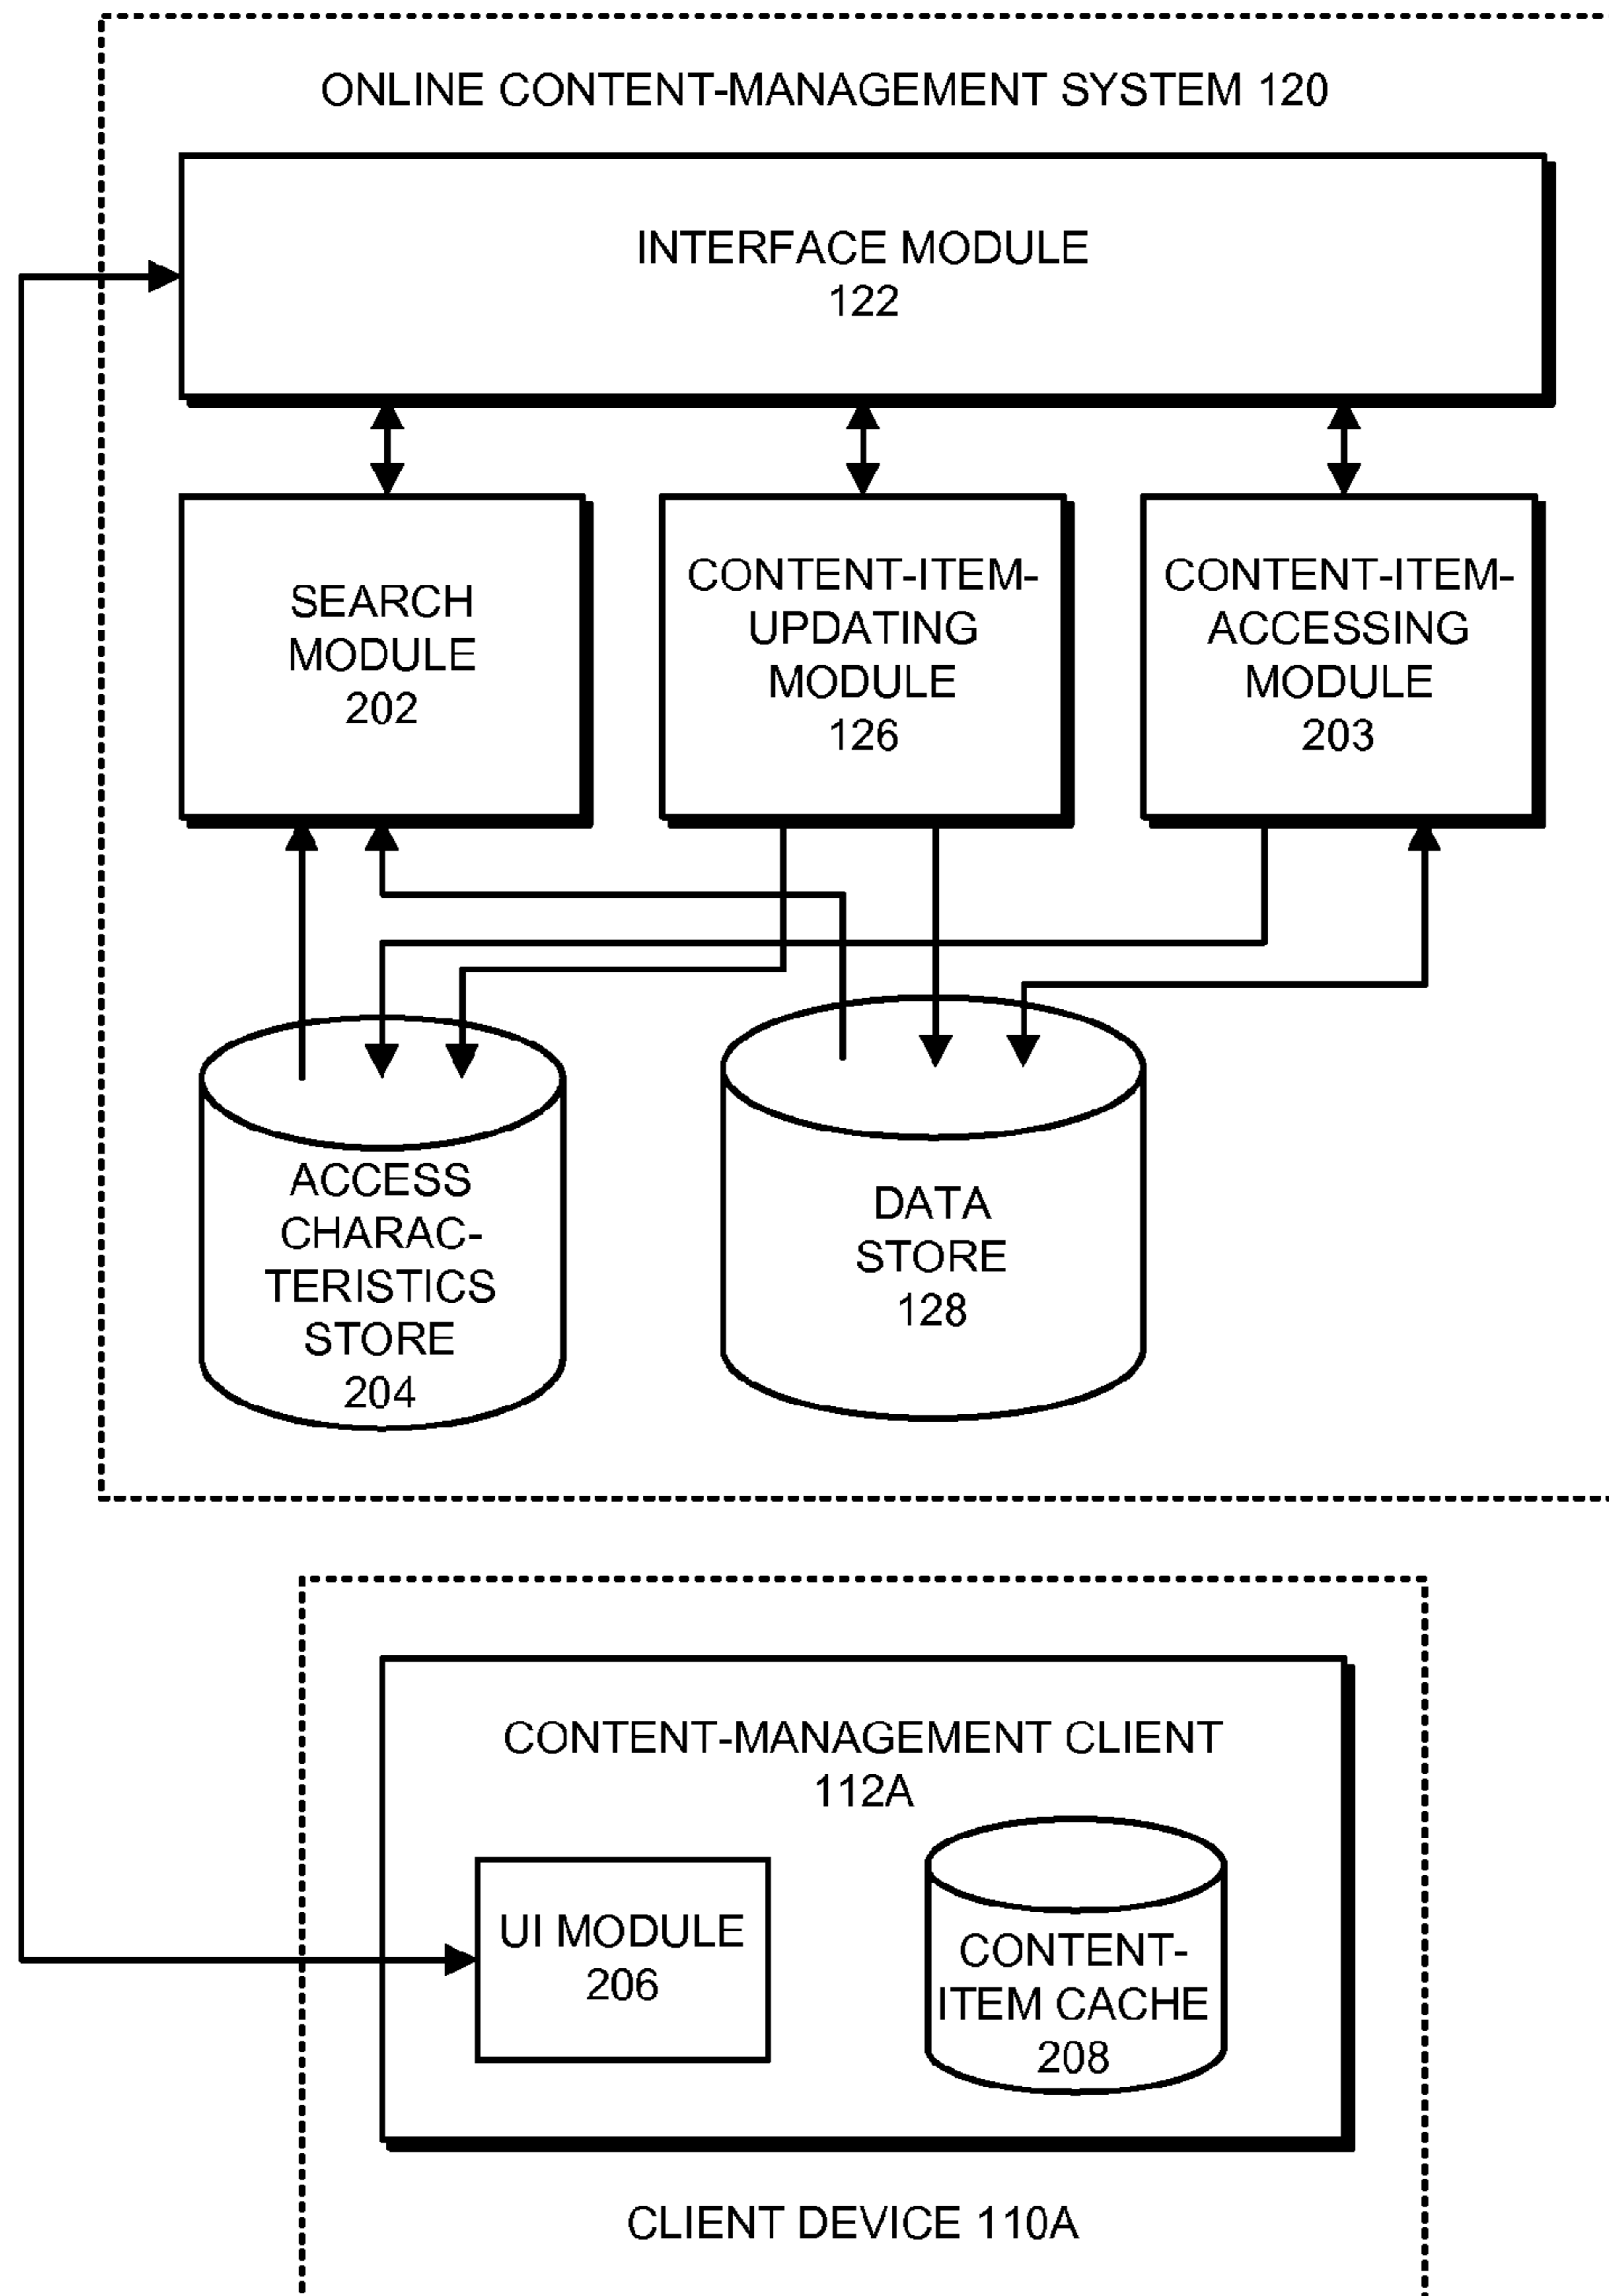 ONLINE CONTENT-MANAGEMENT SYSTEM 120
INTERFACE MODULE
122
SEARCH
MODULE
202
CONTENT-ITEM-
UPDATING
MODULE
126
CONTENT-ITEM-
ACCESSING
MODULE
203
ACCESS
CHARAC-
TERISTICS
STORE
204
DATA
STORE
128
CONTENT-MANAGEMENT CLIENT
112A
UI MODULE
206
CONTENT-
ITEM CACHE
208
CLIENT DEVICE 110A